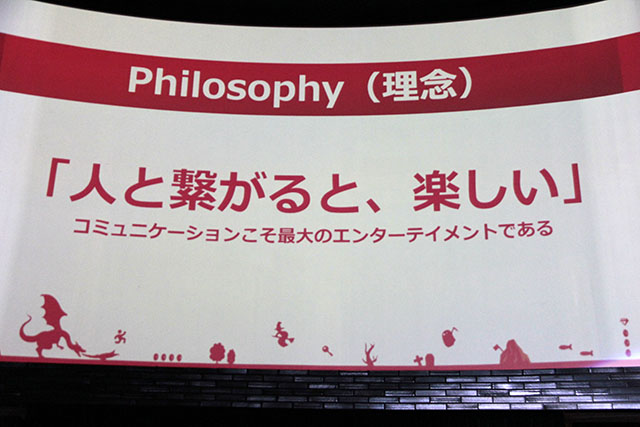 Philosophy（理念）
「人と繋がると、楽しい」
コミュニケーションこそ最大のエンターテイメントである